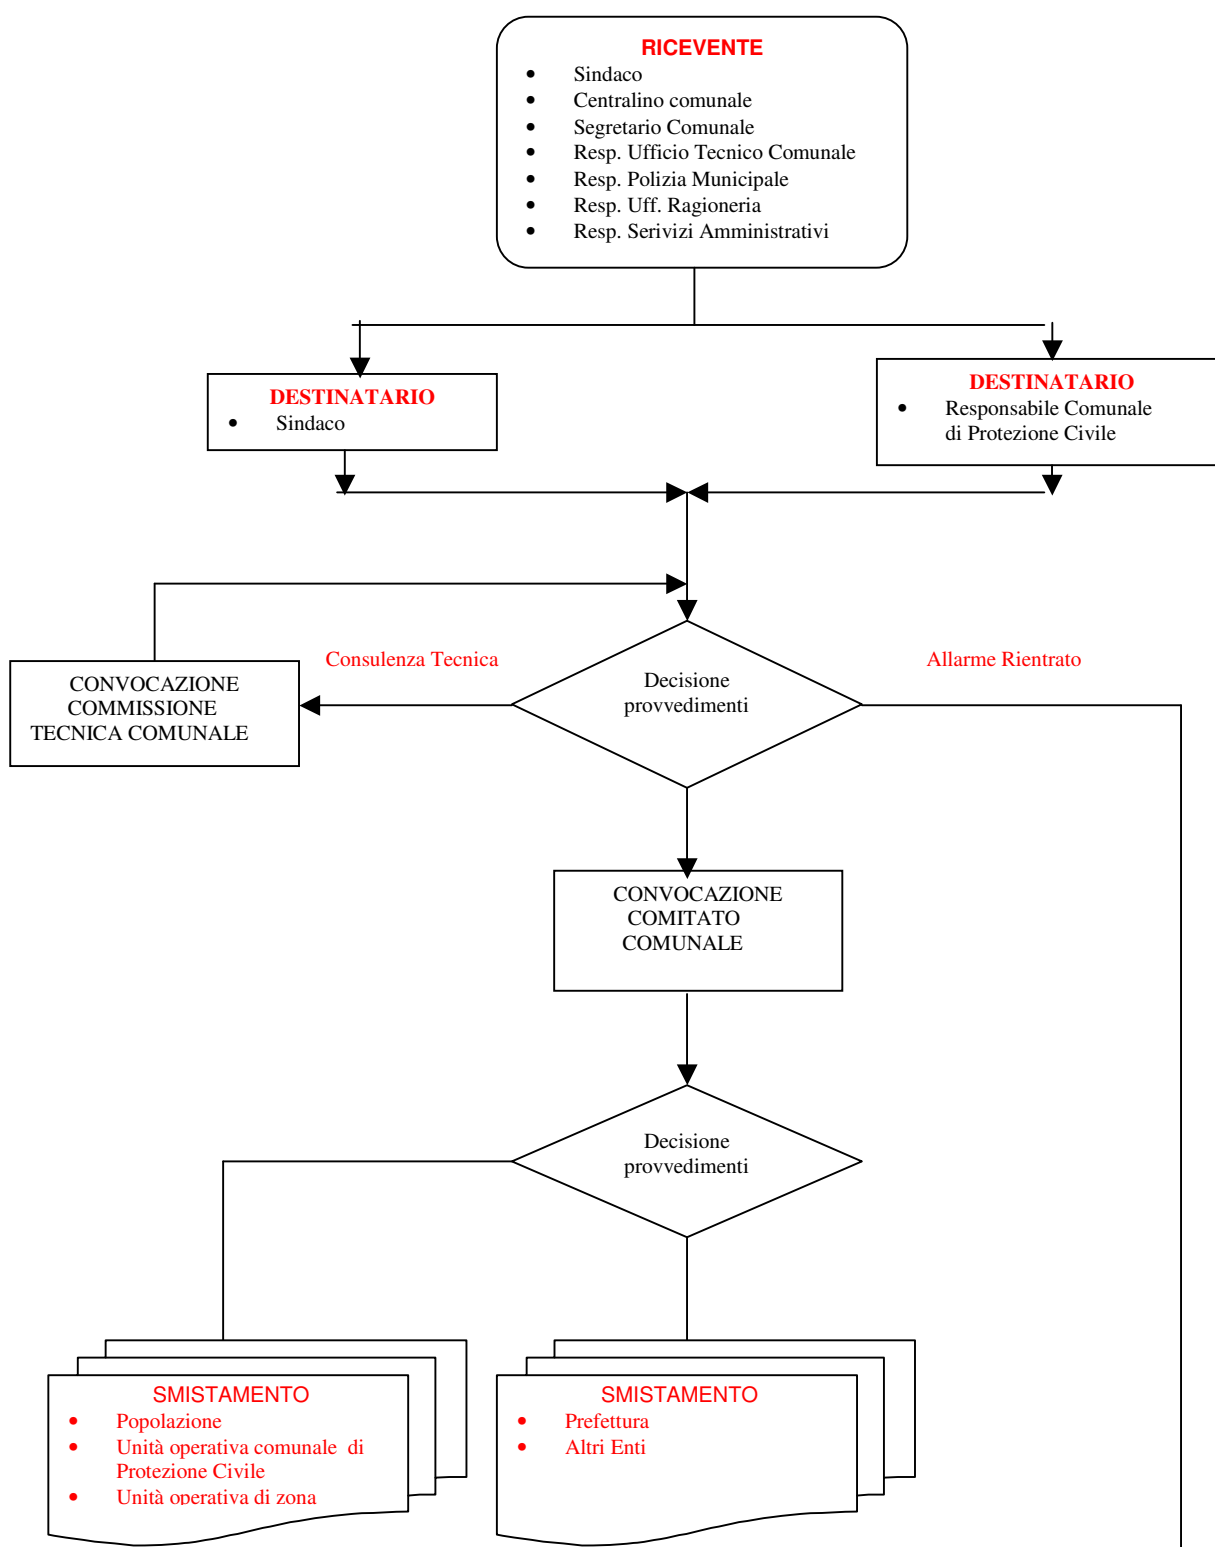 RICEVENTE
• Sindaco
• Centralino comunale
• Segretario Comunale
• Resp. Ufficio Tecnico Comunale
• Resp. Polizia Municipale
• Resp. Uff. Ragioneria
• Resp. Serivizi Amministrativi
DESTINATARIO
• Sindaco
DESTINATARIO
• Responsabile Comunale
di Protezione Civile
Consulenza Tecnica
Allarme Rientrato
CONVOCAZIONE
COMMISSIONE
TECNICA COMUNALE
Decisione
provvedimenti
CONVOCAZIONE
COMITATO
COMUNALE
Decisione
provvedimenti
SMISTAMENTO
• Popolazione
• Unità operativa comunale di
Protezione Civile
• Unità operativa di zona
SMISTAMENTO
• Prefettura
• Altri Enti